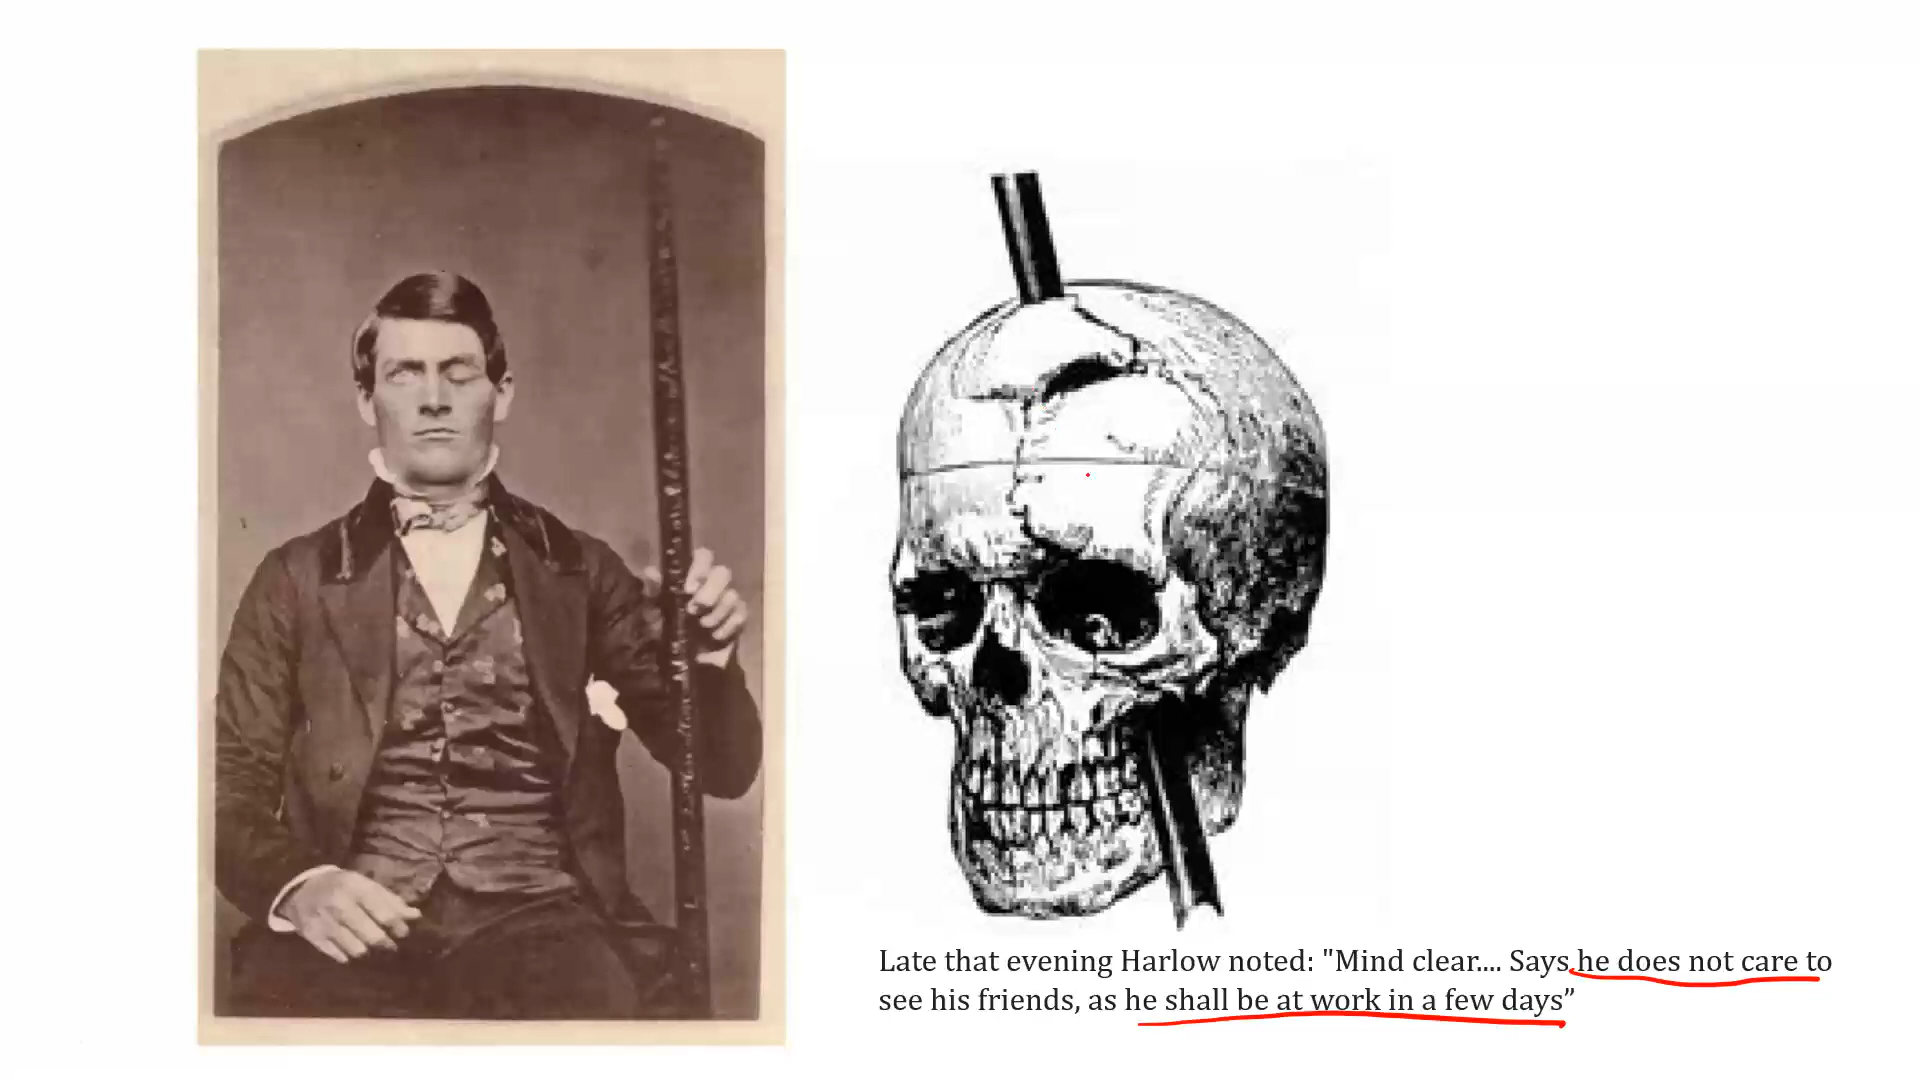 Late that evening Harlow noted: "Mind clear.... Says he does not care to
see his friends, as he shall be at work in a few days”